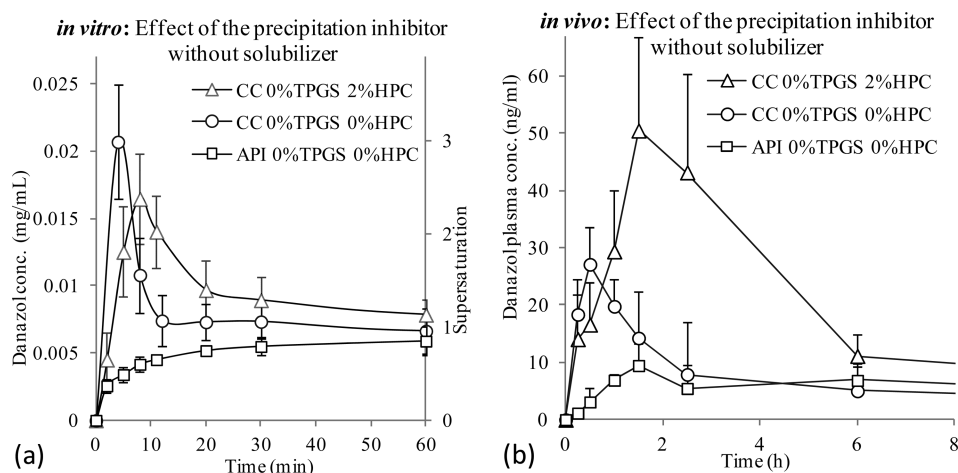 in vitro: Effect of the precipitation inhibitor
without solubilizer
CC 0%TPGS 2%HPC
CC 0%TPGS 0%HPC
API 0%TPGS 0%HPC
Danazol conc. (mg/mL)
0.025
0.02
0.015
0.01
0.005
0
3
2
1
0
Supersaturation
0 10 20 30 40 50 60
Time (min)
(a)
in vivo: Effect of the precipitation inhibitor
without solubilizer
CC 0%TPGS 2%HPC
CC 0%TPGS 0%HPC
API 0%TPGS 0%HPC
Danazol plasma conc. (ng/ml)
60
50
40
30
20
10
0
0 2 4 6 8
Time (h)
(b)